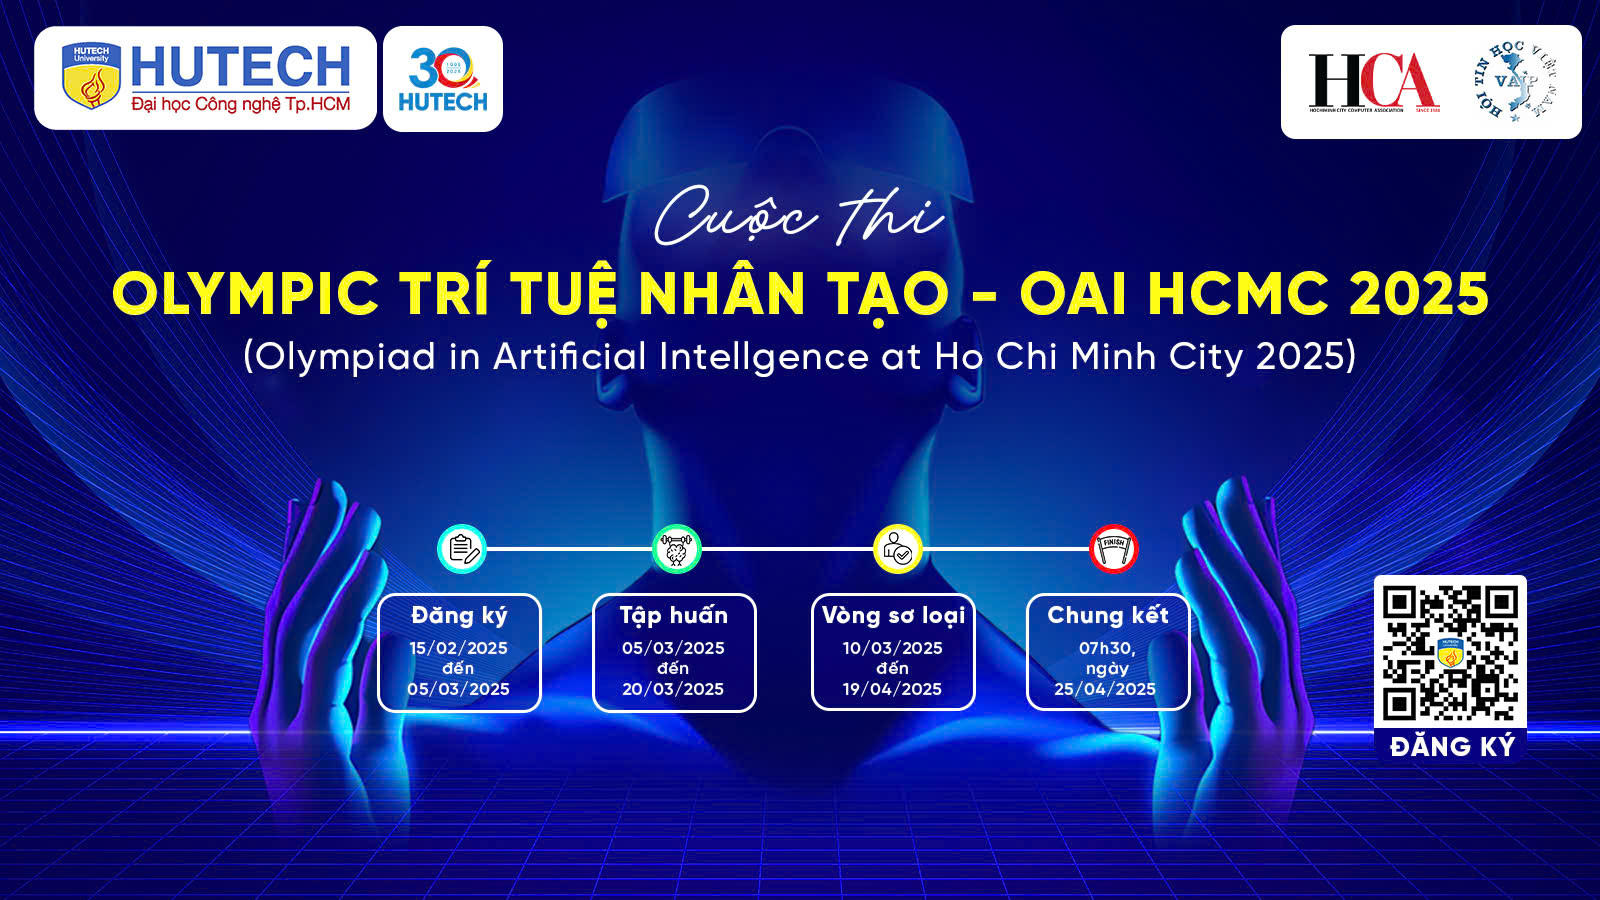 HUTECH
University
HUTECH
Đại học Công nghệ Tp.HCM
30
1995
2025
HUTECH
HCA
HOCHIMINH CITY COMPUTER ASSOCIATION
SINCE 1988
HỘI TIN HỌC VIỆT NAM
VAIP
Cuộc thi
OLYMPIC TRÍ TUỆ NHÂN TẠO - OAI HCMC 2025
(Olympiad in Artificial Intellgence at Ho Chi Minh City 2025)
FINISH
Đăng ký
15/02/2025
đến
05/03/2025
Tập huấn
05/03/2025
đến
20/03/2025
Vòng sơ loại
10/03/2025
đến
19/04/2025
Chung kết
07h30,
ngày
25/04/2025
ĐĂNG KÝ